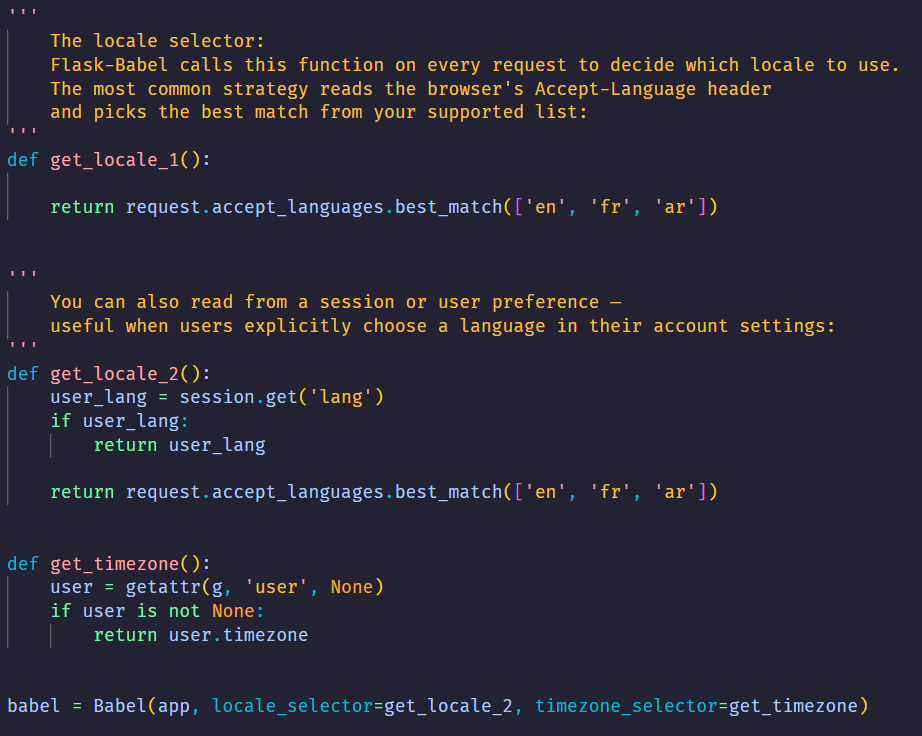 '''
    The locale selector:
    Flask-Babel calls this function on every request to decide which locale to use.
    The most common strategy reads the browser's Accept-Language header
    and picks the best match from your supported list:
'''
def get_locale_1():
    return request.accept_languages.best_match(['en', 'fr', 'ar'])
'''
    You can also read from a session or user preference —
    useful when users explicitly choose a language in their account settings:
'''
def get_locale_2():
    user_lang = session.get('lang')
    if user_lang:
        return user_lang
    return request.accept_languages.best_match(['en', 'fr', 'ar'])
def get_timezone():
    user = getattr(g, 'user', None)
    if user is not None:
        return user.timezone
babel = Babel(app, locale_selector=get_locale_2, timezone_selector=get_timezone)